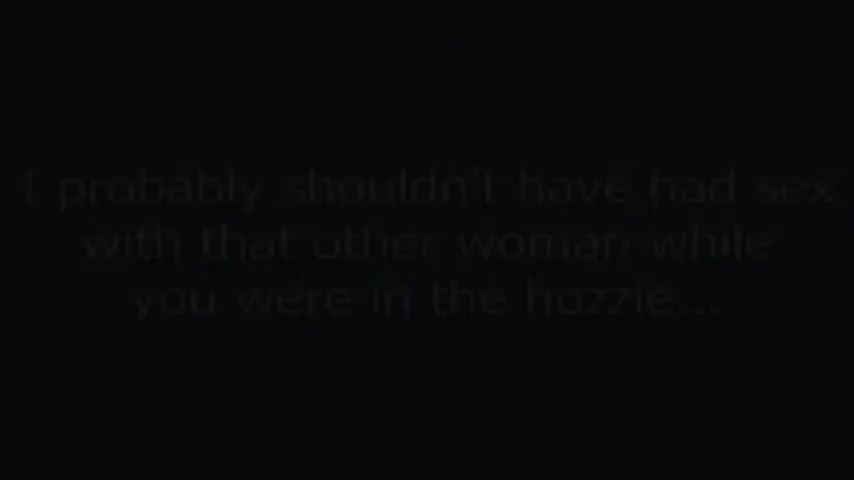 I probably shouldn't have had sex
with that other woman while
you were in the hozzie...